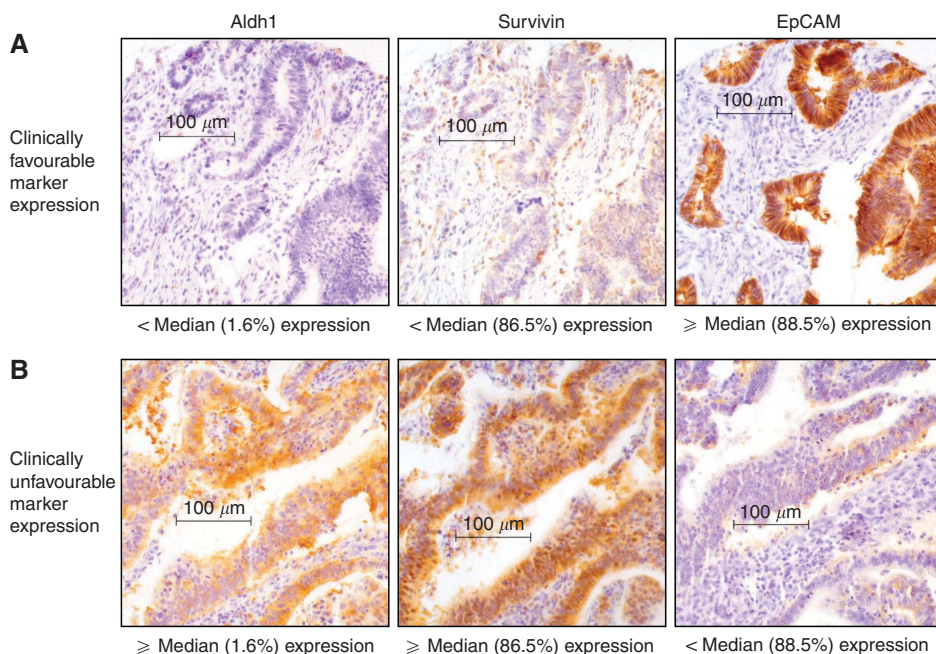 Aldh1 Survivin EpCAM
A
Clinically
favourable
marker
expression
100 μm 100 μm 100 μm
< Median (1.6%) expression < Median (86.5%) expression ⩾ Median (88.5%) expression
B
Clinically
unfavourable
marker
expression
100 μm 100 μm 100 μm
⩾ Median (1.6%) expression ⩾ Median (86.5%) expression < Median (88.5%) expression